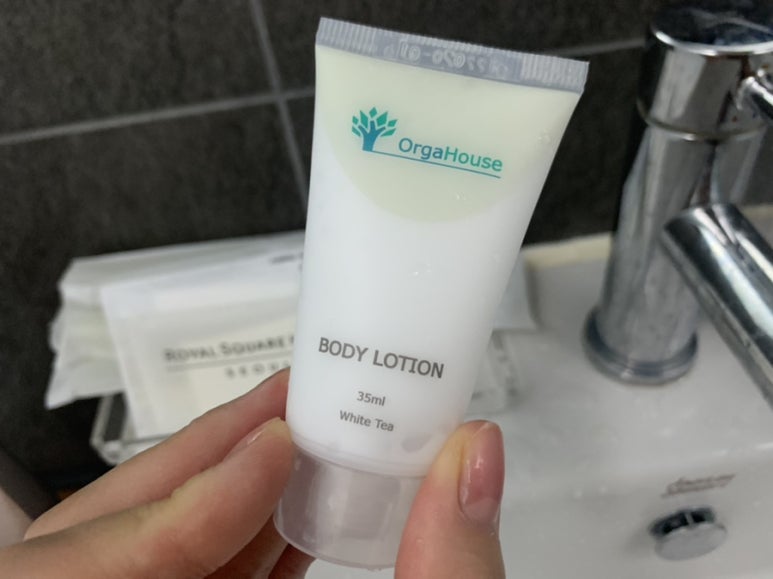 OrgaHouse
BODY LOTION
35ml
White Tea
ROYAL SQUARE